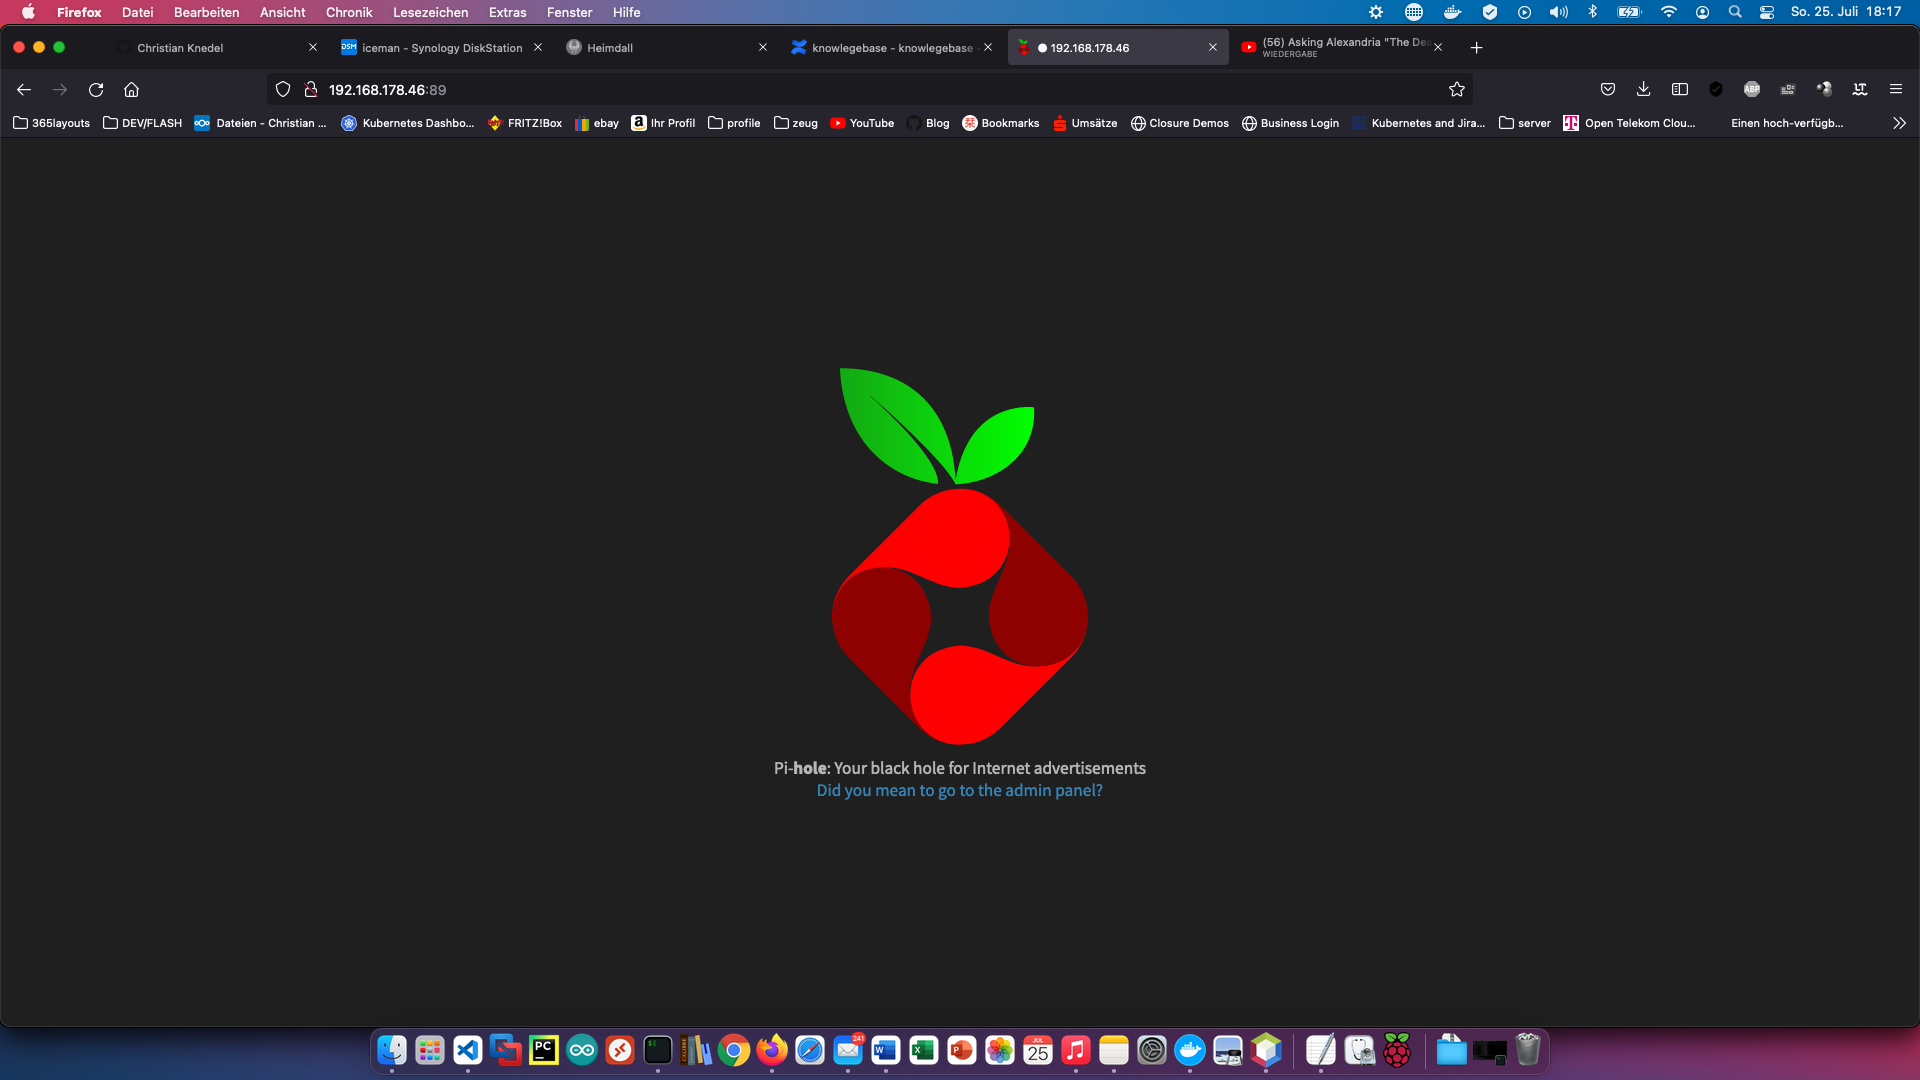 Firefox Datei Bearbeiten Ansicht Chronik Lesezeichen Extras Fenster Hilfe So. 25. Juli 18:17
Christian Knedel iceman - Synology DiskStation Heimdall knowlegebase - knowlegebase 192.168.178.46 (56) Asking Alexandria "The De
WIEDERGABE
192.168.178.46:89
ABP
365layouts DEV/FLASH Dateien - Christian ... Kubernetes Dashbo... FRITZ!Box ebay Ihr Profil profile zeug YouTube Blog Bookmarks Umsätze Closure Demos Business Login Kubernetes and Jira... server Open Telekom Clou... Einen hoch-verfügb...
Pi-hole: Your black hole for Internet advertisements
Did you mean to go to the admin panel?
241
JUL
25
PC